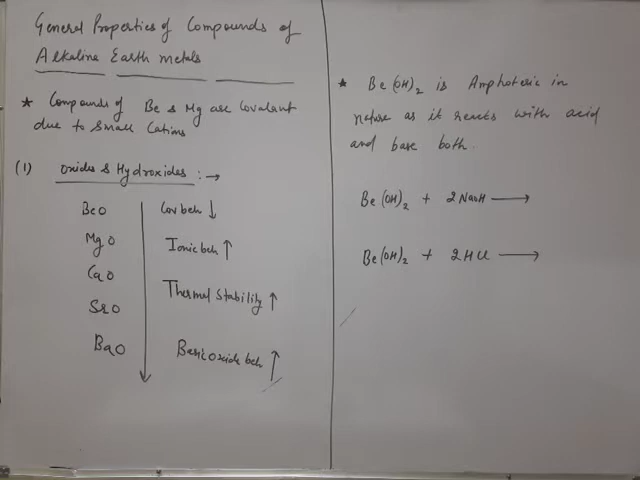 General Properties of Compounds of
Alkaline Earth metals
* Compounds of Be & Mg are Covalant
due to Small Cations
(1) Oxides & Hydroxides : →
BeO Cov beh ↓
MgO Ionic beh ↑
CaO
Thermal Stability ↑
SrO
BaO Basic oxide beh ↑
* Be(OH)₂ is Amphoteric in
nature as it reacts with acid
and base both.
Be(OH)₂ + 2NaOH ⟶
Be(OH)₂ + 2HCl ⟶